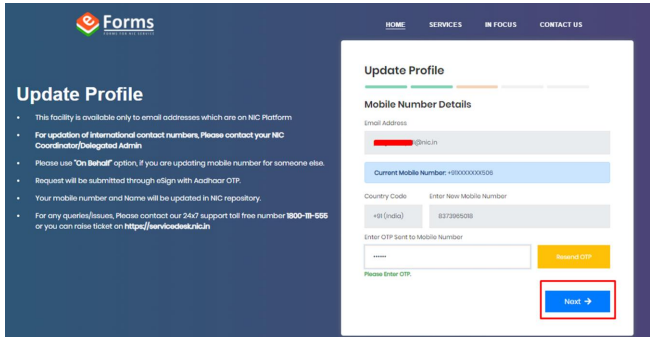 eForms
FORMS FOR NIC SERVICE
HOME SERVICES IN FOCUS CONTACT US
Update Profile
• This facility is available only to email addresses which are on NIC Platform
• For updation of international contact numbers, Please contact your NIC
Coordinator/Delegated Admin
• Please use "On Behalf" option, if you are updating mobile number for someone else.
• Request will be submitted through eSign with Aadhaar OTP.
• Your mobile number and Name will be updated in NIC repository.
• For any queries/issues, Please contact our 24x7 support toll free number 1800-111-555
or you can raise ticket on https://servicedesk.nic.in
Update Profile
Mobile Number Details
Email Address
@nic.in
Current Mobile Number: +91XXXXXXX508
Country Code Enter New Mobile Number
+91 (India) 8373965018
Enter OTP Sent to Mobile Number
······
Resend OTP
Please Enter OTP.
Next →